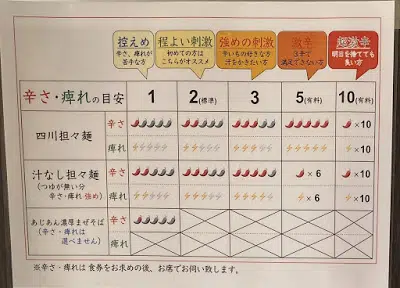 控えめ
辛さ、痺れが
苦手な方
程よい刺激
初めての方は
こちらがオススメ
強めの刺激
辛いもの好きな方
汗をかきたい方
激辛
満足できない方
超激辛
明日を捨てても
良い方
辛さ・痺れの目安
1
2(標準)
3
5(有料)
10(有料)
四川担々麺
辛さ
×10
痺れ
×10
汁なし担々麺
(つゆが無い分
辛さ・痺れ 強め)
辛さ
×6
×10
痺れ
×6
×10
あじあん濃厚まぜそば
(辛さ・痺れは
選べません)
辛さ
痺れ
※辛さ・痺れは 食券をお求めの後、お席でお伺い致します。